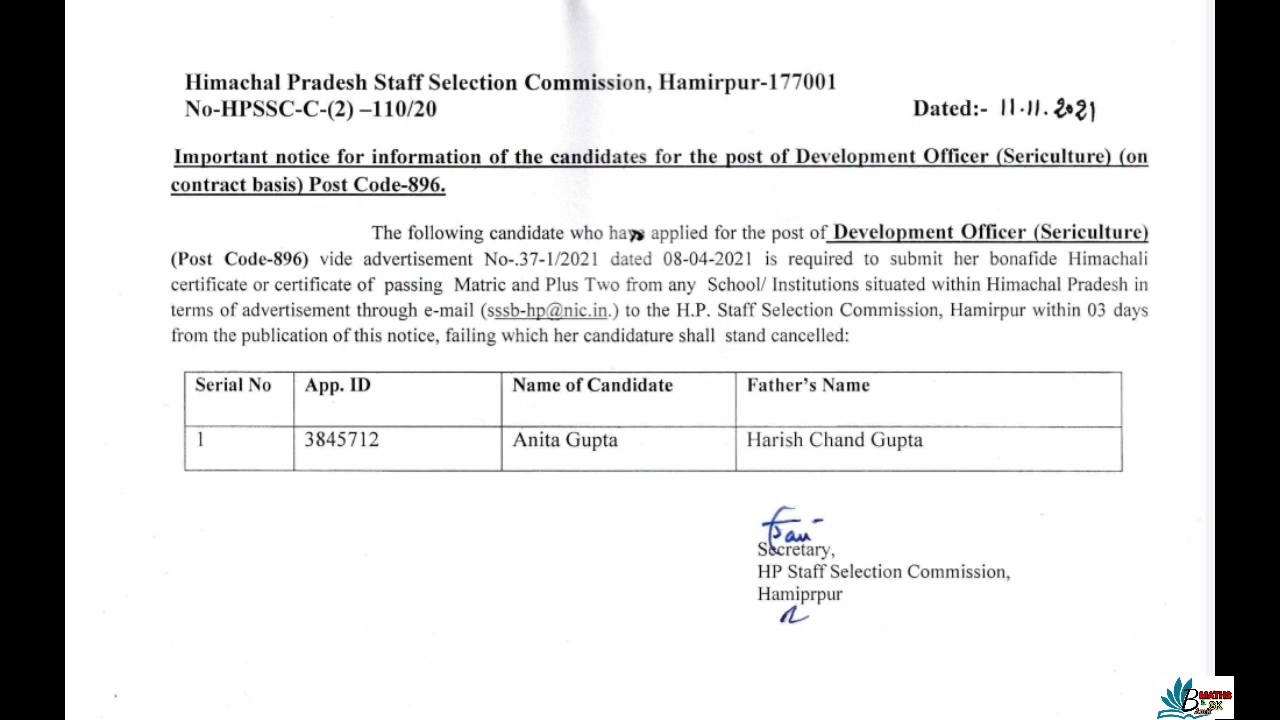 Himachal Pradesh Staff Selection Commission, Hamirpur-177001
No-HPSSC-C-(2) –110/20 Dated:- 11.11.2021
Important notice for information of the candidates for the post of Development Officer (Sericulture) (on
contract basis) Post Code-896.
The following candidate who has applied for the post of Development Officer (Sericulture)
(Post Code-896) vide advertisement No-.37-1/2021 dated 08-04-2021 is required to submit her bonafide Himachali
certificate or certificate of passing Matric and Plus Two from any School/ Institutions situated within Himachal Pradesh in
terms of advertisement through e-mail (sssb-hp@nic.in.) to the H.P. Staff Selection Commission, Hamirpur within 03 days
from the publication of this notice, failing which her candidature shall stand cancelled:
Serial No App. ID Name of Candidate Father's Name
1 3845712 Anita Gupta Harish Chand Gupta
Secretary,
HP Staff Selection Commission,
Hamiprpur
MATHS
GK